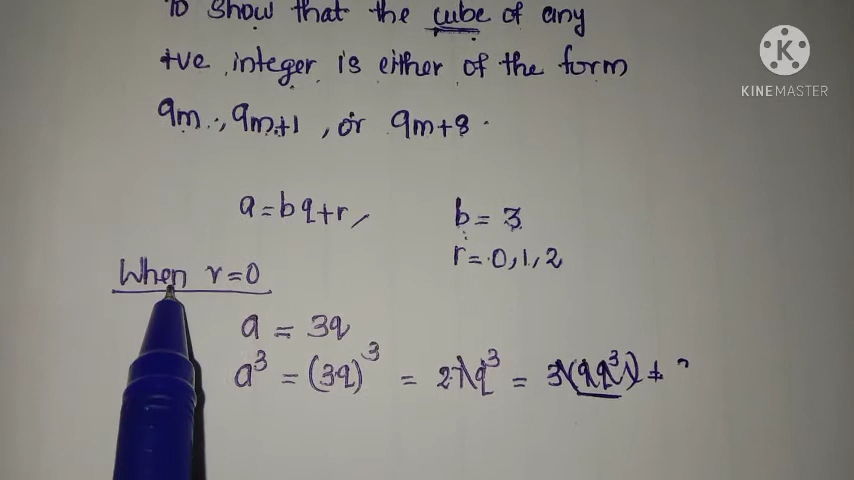 To show that the cube of any
+ve integer is either of the form
9m, 9m+1, or 9m+8.
a = bq+r, b = 3
r = 0,1,2
When r=0
a = 3q
a³ = (3q)³ = 27q³ = 3(9q³) +
K
KINEMASTER